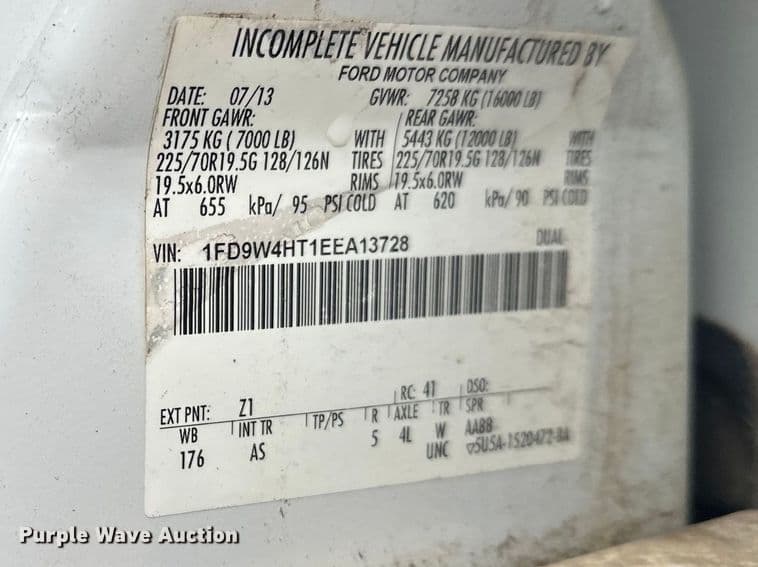 INCOMPLETE VEHICLE MANUFACTURED BY
FORD MOTOR COMPANY
DATE: 07/13 GVWR: 7258 KG (16000 LB)
FRONT GAWR: REAR GAWR:
3175 KG (7000 LB) WITH 5443 KG (12000 LB) WITH
225/70R19.5G 128/126N TIRES 225/70R19.5G 128/126N TIRES
19.5x6.0RW RIMS 19.5x6.0RW RIMS
AT 655 kPa/ 95 PSI COLD AT 620 kPa/ 90 PSI COLD
VIN: 1FD9W4HT1EEA13728 DUAL
RC: 41 DSO:
EXT PNT: Z1
WB INT TR TP/PS R AXLE TR SPR
176 AS 5 4L W AA88
UNC 5U5A-1520472-BA
Purple Wave Auction